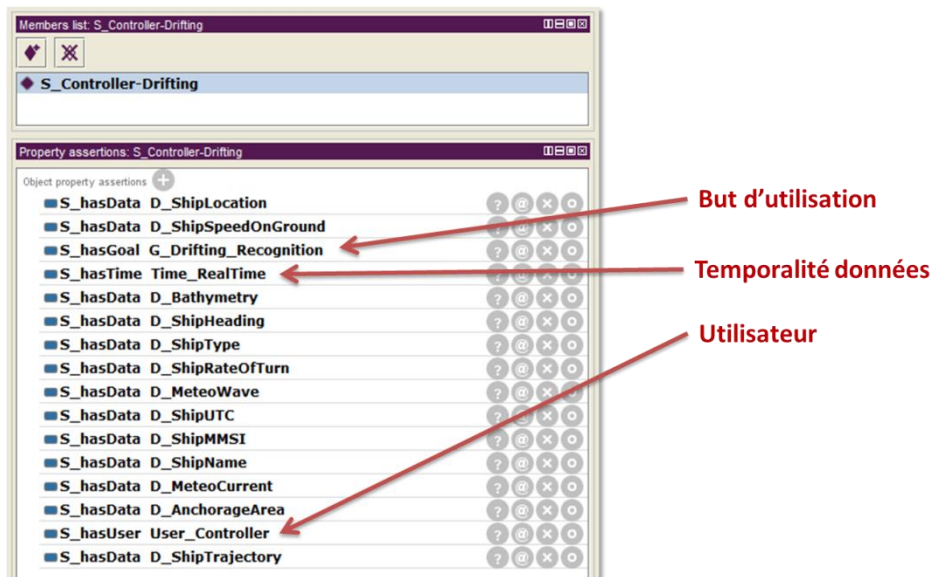 Members list: S_Controller-Drifting
S_Controller-Drifting
Property assertions: S_Controller-Drifting
Object property assertions
S_hasData D_ShipLocation
S_hasData D_ShipSpeedOnGround
S_hasGoal G_Drifting_Recognition
S_hasTime Time_RealTime
S_hasData D_Bathymetry
S_hasData D_ShipHeading
S_hasData D_ShipType
S_hasData D_ShipRateOfTurn
S_hasData D_MeteoWave
S_hasData D_ShipUTC
S_hasData D_ShipMMSI
S_hasData D_ShipName
S_hasData D_MeteoCurrent
S_hasData D_AnchorageArea
S_hasUser User_Controller
S_hasData D_ShipTrajectory
But d’utilisation
Temporalité données
Utilisateur